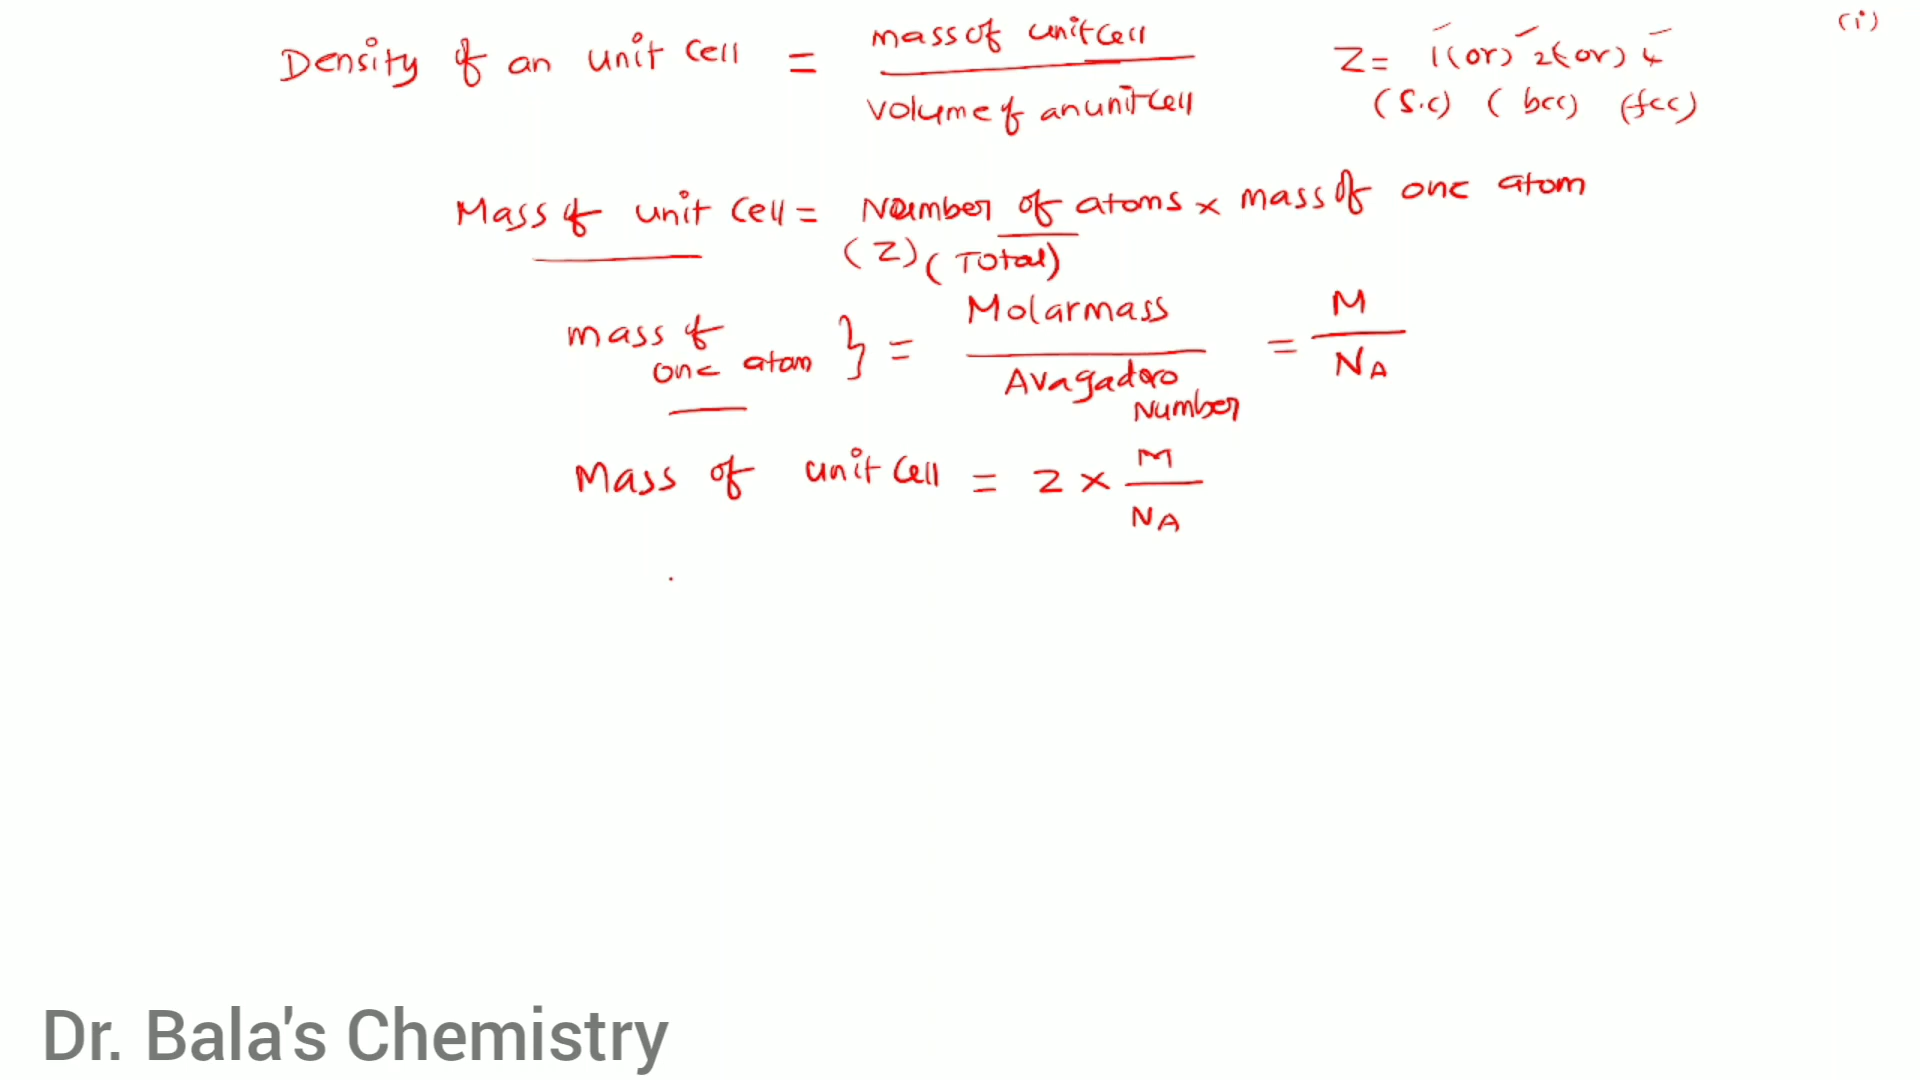 Density of an unit cell = mass of unit cell / volume of an unit cell
Z = 1 (or) 2 (or) 4
(i)
(S.c) (bcc) (fcc)
Mass of unit cell = Number of atoms × mass of one atom
(Z) (Total)
mass of one atom } = Molarmass / Avagadoro Number = M / NA
Mass of unit cell = Z × M / NA
Dr. Bala's Chemistry